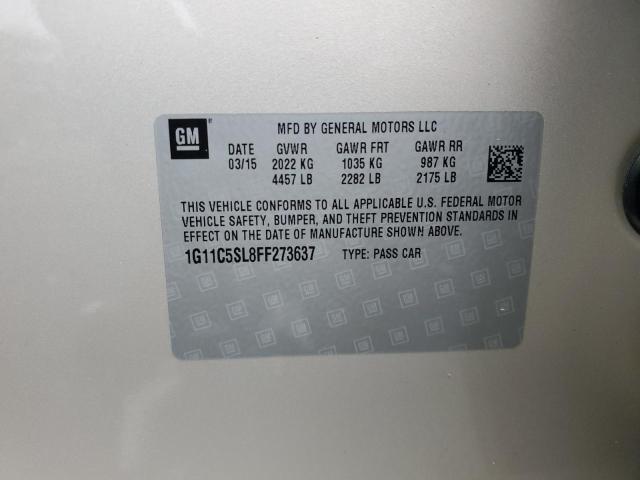 GM MFD BY GENERAL MOTORS LLC
DATE GVWR GAWR FRT GAWR RR
03/15 2022 KG 1035 KG 987 KG
4457 LB 2282 LB 2175 LB
THIS VEHICLE CONFORMS TO ALL APPLICABLE U.S. FEDERAL MOTOR
VEHICLE SAFETY, BUMPER, AND THEFT PREVENTION STANDARDS IN
EFFECT ON THE DATE OF MANUFACTURE SHOWN ABOVE.
1G11C5SL8FF273637 TYPE: PASS CAR